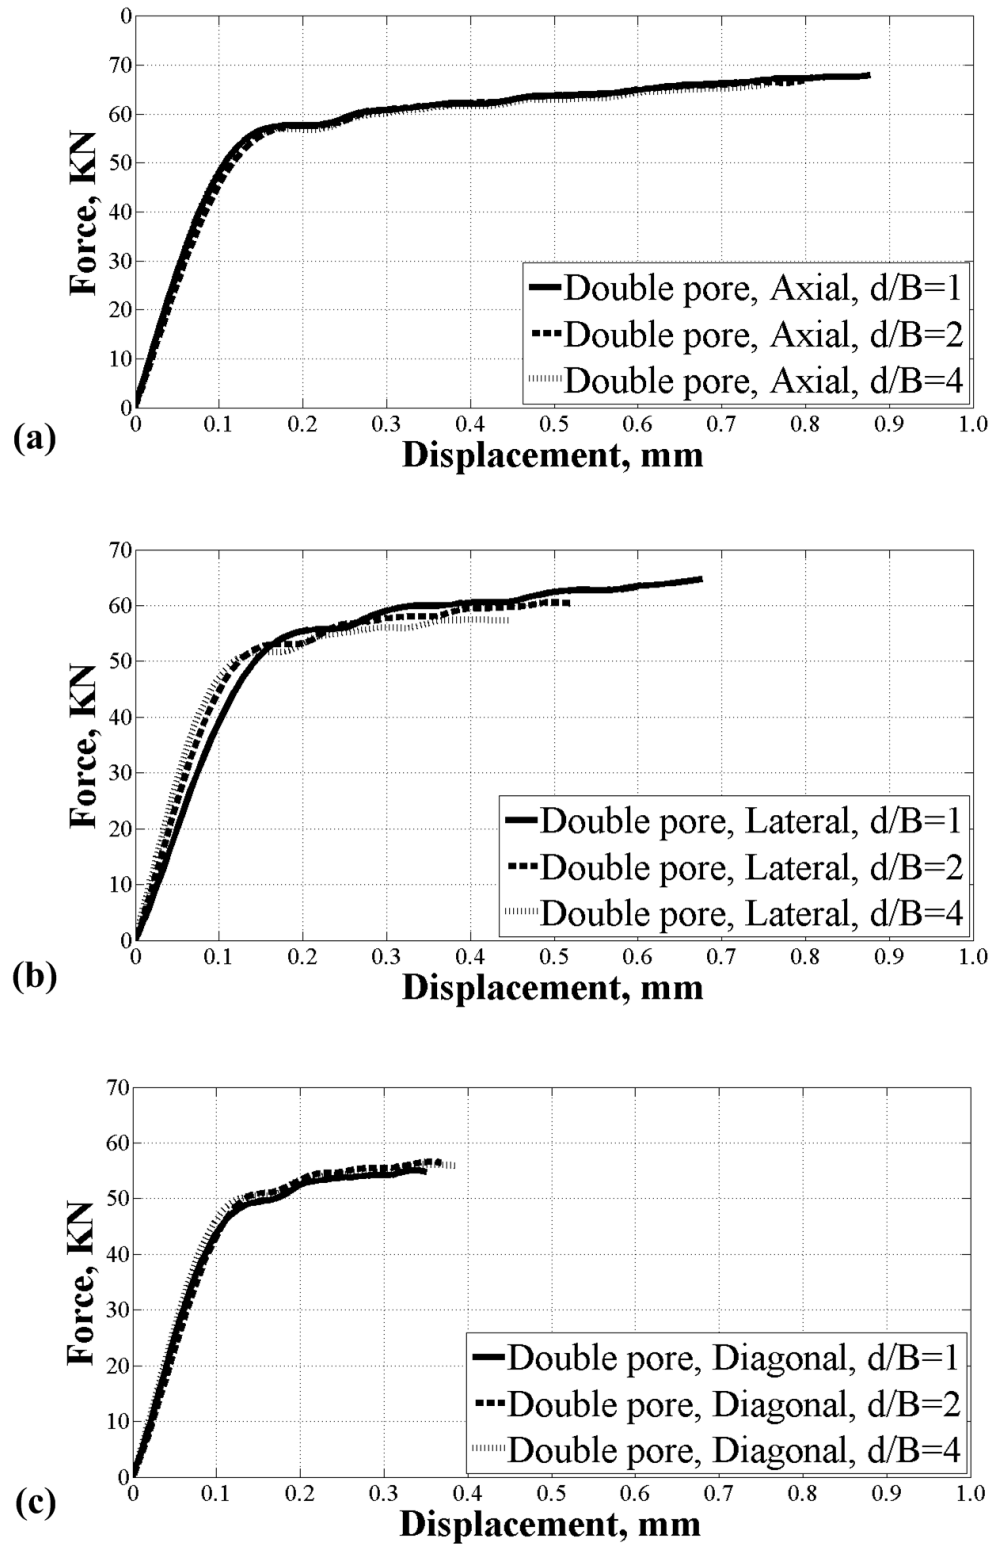 0
70
60
50
40
30
20
10
0
Force, KN
Double pore, Axial, d/B=1
Double pore, Axial, d/B=2
Double pore, Axial, d/B=4
0 0.1 0.2 0.3 0.4 0.5 0.6 0.7 0.8 0.9 1.0
(a)
Displacement, mm
70
60
50
40
30
20
10
0
Force, KN
Double pore, Lateral, d/B=1
Double pore, Lateral, d/B=2
Double pore, Lateral, d/B=4
0 0.1 0.2 0.3 0.4 0.5 0.6 0.7 0.8 0.9 1.0
(b)
Displacement, mm
70
60
50
40
30
20
10
0
Force, KN
Double pore, Diagonal, d/B=1
Double pore, Diagonal, d/B=2
Double pore, Diagonal, d/B=4
0 0.1 0.2 0.3 0.4 0.5 0.6 0.7 0.8 0.9 1.0
(c)
Displacement, mm